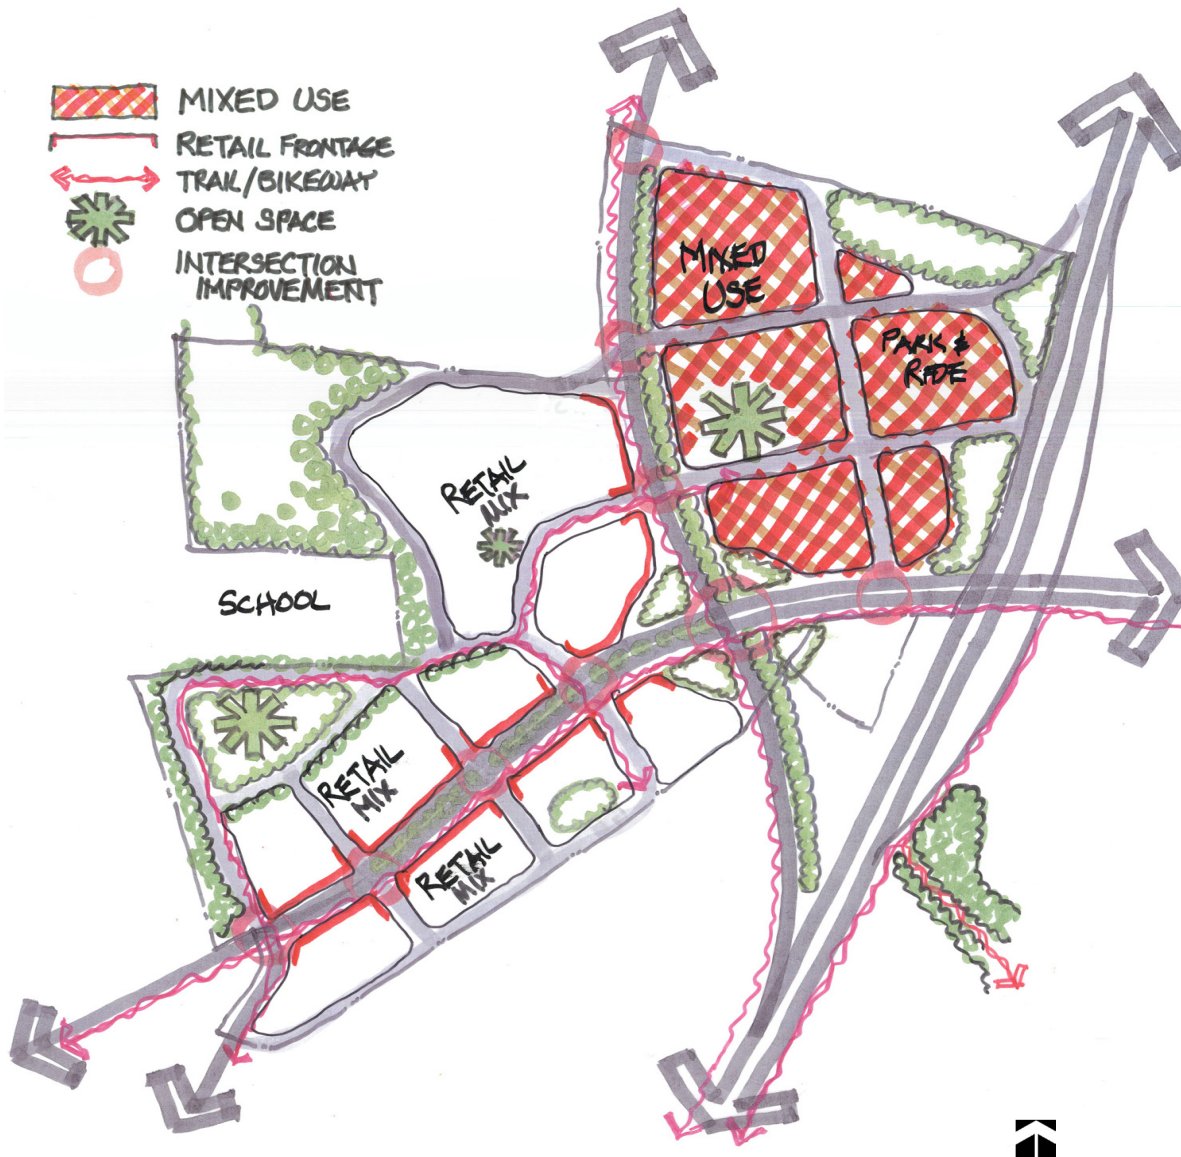 MIXED USE
RETAIL FRONTAGE
TRAIL/BIKEWAY
OPEN SPACE
INTERSECTION
IMPROVEMENT
MIXED
USE
PARK &
RIDE
RETAIL
MIX
SCHOOL
RETAIL
MIX
RETAIL
MIX